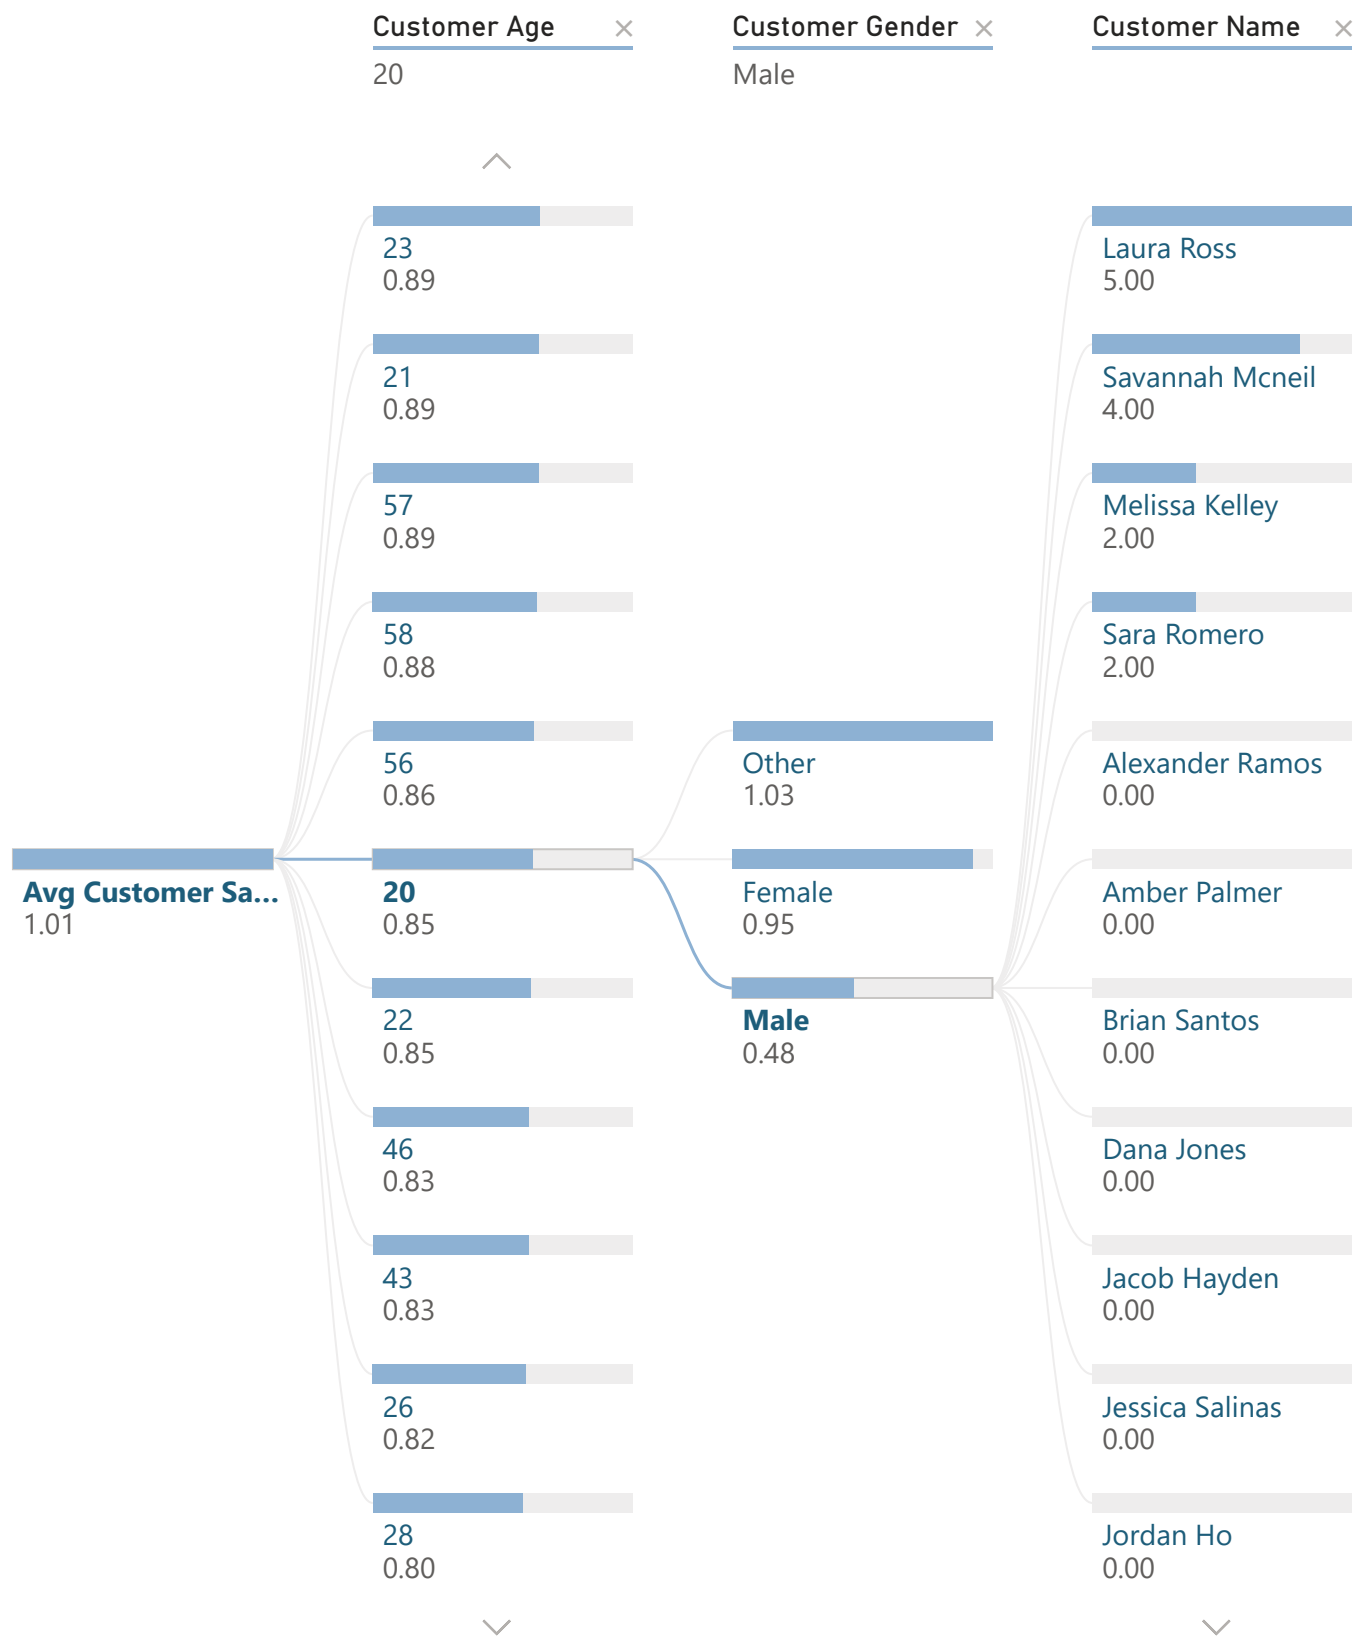 Customer Age
20
Customer Gender
Male
Customer Name
Avg Customer Sa...
1.01
23
0.89
21
0.89
57
0.89
58
0.88
56
0.86
20
0.85
22
0.85
46
0.83
43
0.83
26
0.82
28
0.80
Other
1.03
Female
0.95
Male
0.48
Laura Ross
5.00
Savannah Mcneil
4.00
Melissa Kelley
2.00
Sara Romero
2.00
Alexander Ramos
0.00
Amber Palmer
0.00
Brian Santos
0.00
Dana Jones
0.00
Jacob Hayden
0.00
Jessica Salinas
0.00
Jordan Ho
0.00